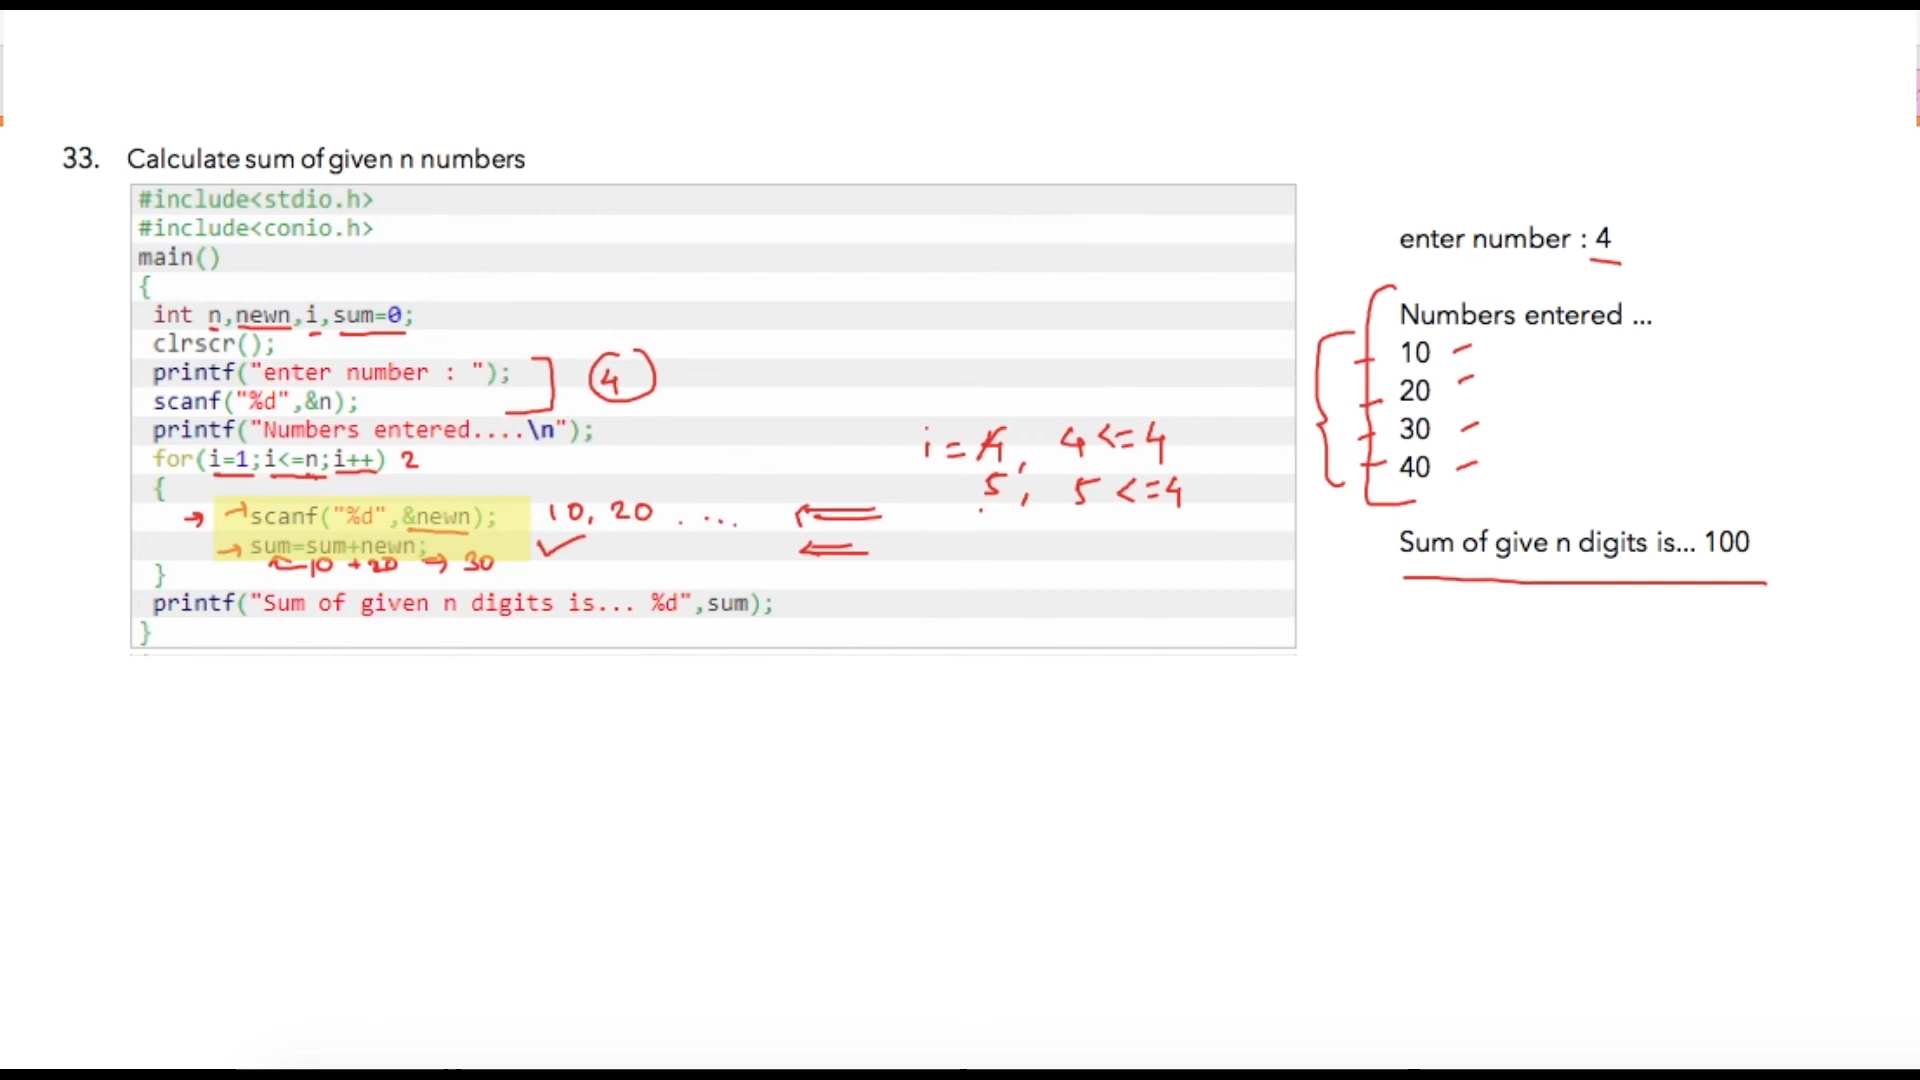 33. Calculate sum of given n numbers
#include<stdio.h>
#include<conio.h>
main()
{
int n,newn,i,sum=0;
clrscr();
printf("enter number : ");
scanf("%d",&n);
4
printf("Numbers entered....\n");
for(i=1;i<=n;i++) 2
{
scanf("%d",&newn); 10, 20 ....
sum=sum+newn;
10 + 20 → 30
}
printf("Sum of given n digits is... %d",sum);
}
i = 4, 4 <= 4
5, 5 <= 4
enter number : 4
Numbers entered ...
10
20
30
40
Sum of give n digits is... 100